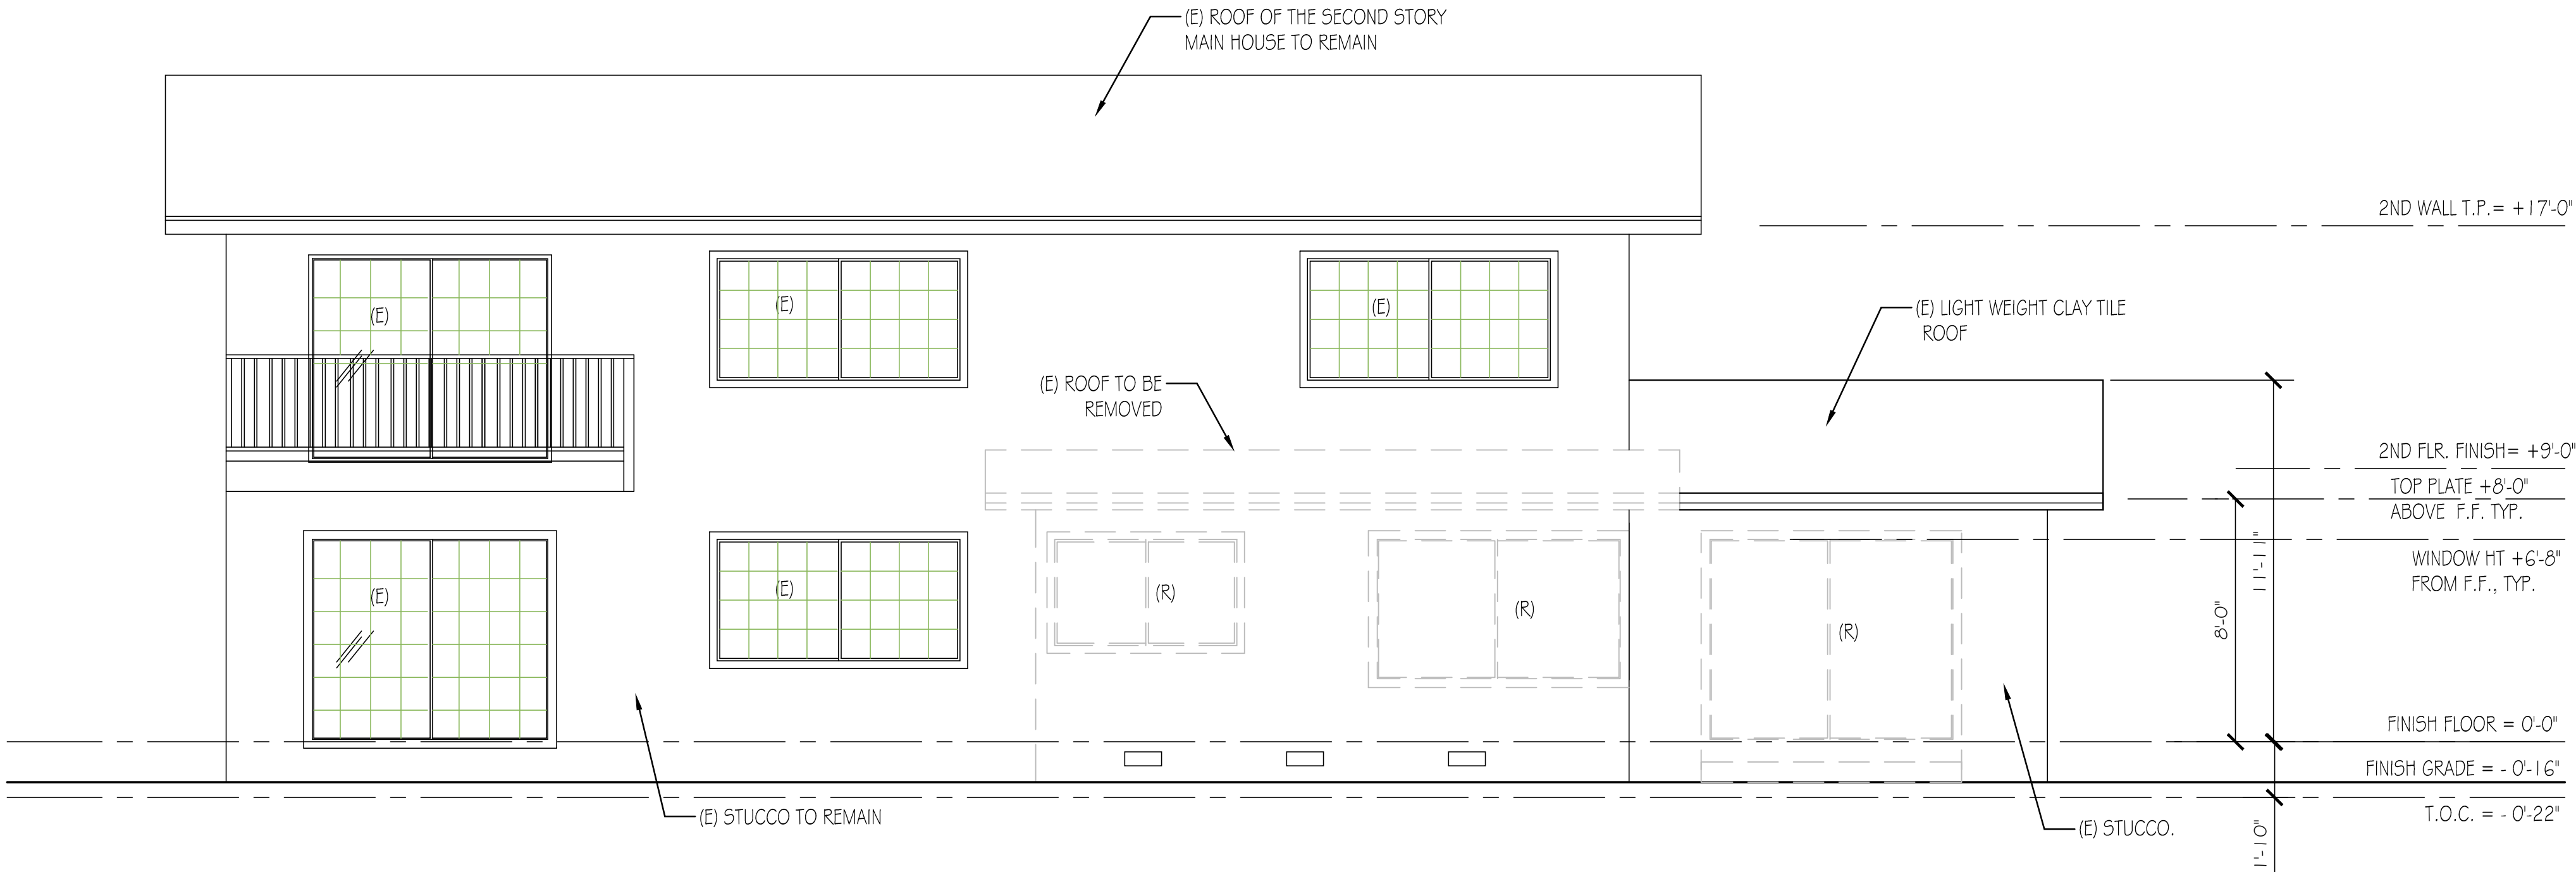 (E) ROOF OF THE SECOND STORY
MAIN HOUSE TO REMAIN
2ND WALL T.P.= +17'-0"
(E)
(E)
(E)
(E) LIGHT WEIGHT CLAY TILE
ROOF
(E) ROOF TO BE
REMOVED
2ND FLR. FINISH= +9'-0"
TOP PLATE +8'-0"
ABOVE F.F. TYP.
WINDOW HT +6'-8"
FROM F.F., TYP.
11'-11"
8'-0"
(E)
(E)
(R)
(R)
(R)
FINISH FLOOR = 0'-0"
FINISH GRADE = - 0'-16"
T.O.C. = - 0'-22"
1'-10"
(E) STUCCO TO REMAIN
(E) STUCCO.